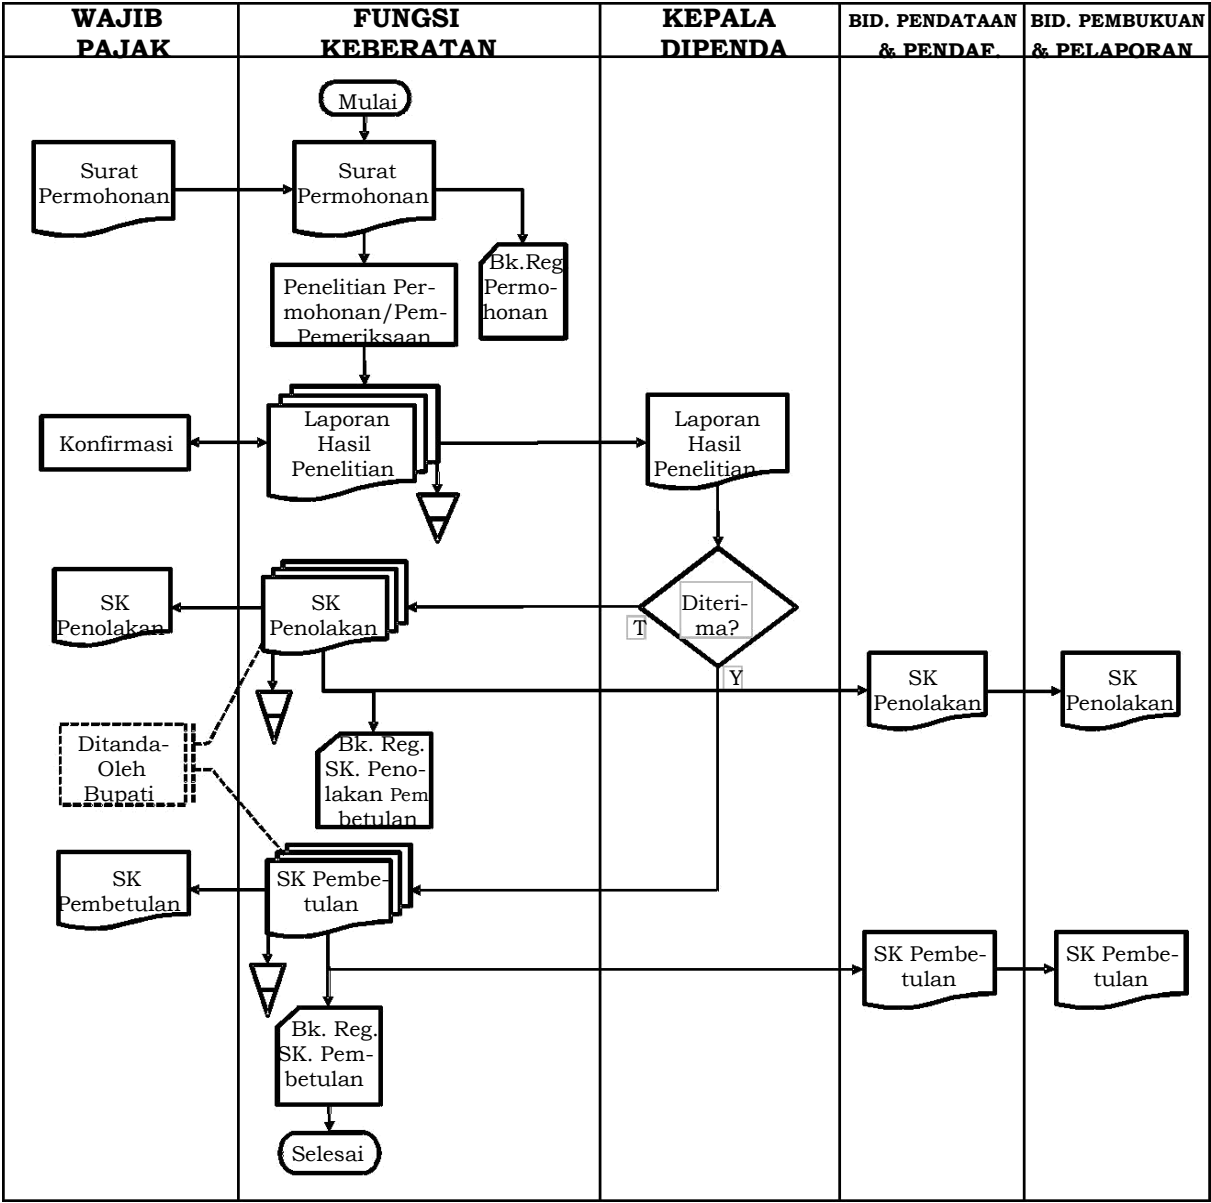 WAJIB
PAJAK
FUNGSI
KEBERATAN
KEPALA
DIPENDA
BID. PENDATAAN
& PENDAF.
BID. PEMBUKUAN
& PELAPORAN
Mulai
Surat
Permohonan
Surat
Permohonan
Bk.Reg
Permo-
honan
Penelitian Per-
mohonan/Pem-
Pemeriksaan
Konfirmasi
Laporan
Hasil
Penelitian
Laporan
Hasil
Penelitian
SK
Penolakan
SK
Penolakan
Diteri-
ma?
T
Y
SK
Penolakan
SK
Penolakan
Ditanda-
Oleh
Bupati
Bk. Reg.
SK. Peno-
lakan Pem
betulan
SK
Pembetulan
SK Pembe-
tulan
SK Pembe-
tulan
SK Pembe-
tulan
Bk. Reg.
SK. Pem-
betulan
Selesai